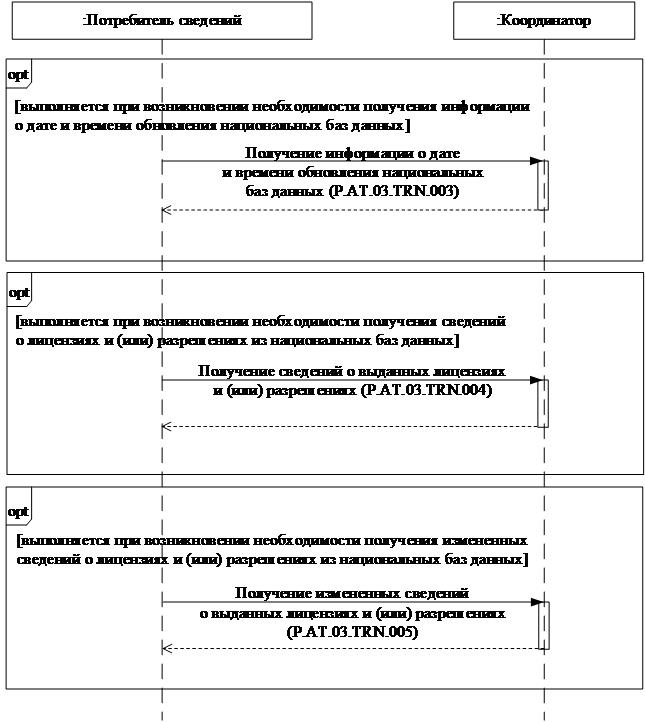 :Потребитель сведений
:Координатор
opt
[выполняется при возникновении необходимости получения информации
о дате и времени обновления национальных баз данных]
Получение информации о дате
и времени обновления национальных
баз данных (P.AT.03.TRN.003)
opt
[выполняется при возникновении необходимости получения сведений
о лицензиях и (или) разрешениях из национальных баз данных]
Получение сведений о выданных лицензиях
и (или) разрешениях (P.AT.03.TRN.004)
opt
[выполняется при возникновении необходимости получения измененных
сведений о лицензиях и (или) разрешениях из национальных баз данных]
Получение измененных сведений
о выданных лицензиях и (или) разрешениях
(P.AT.03.TRN.005)